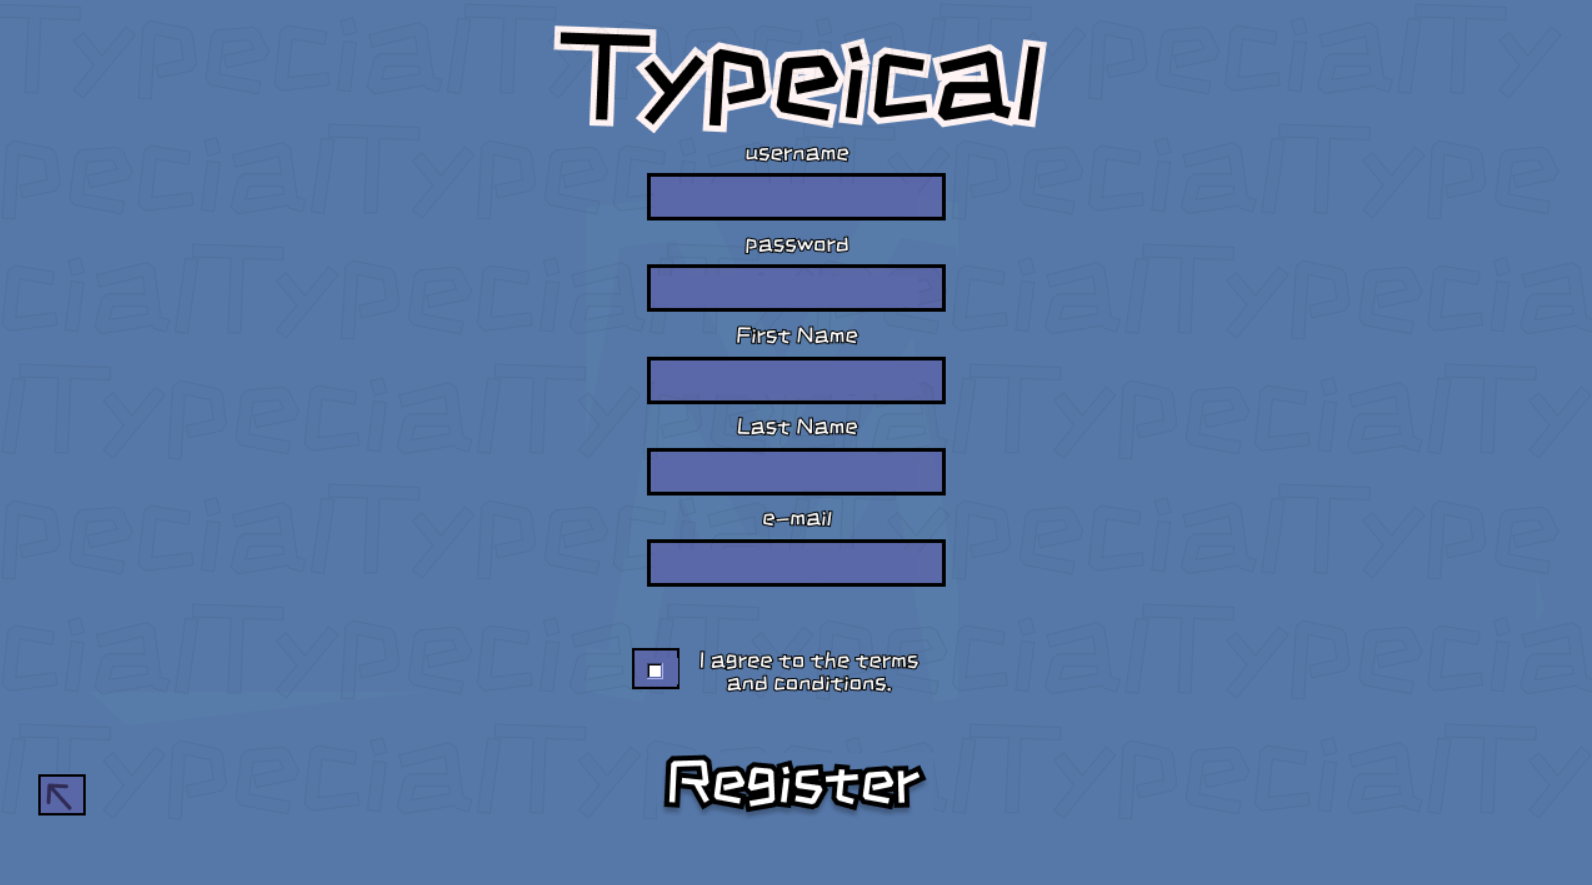 Typeical
username
password
First Name
Last Name
e-mail
I agree to the terms
and conditions.
Register